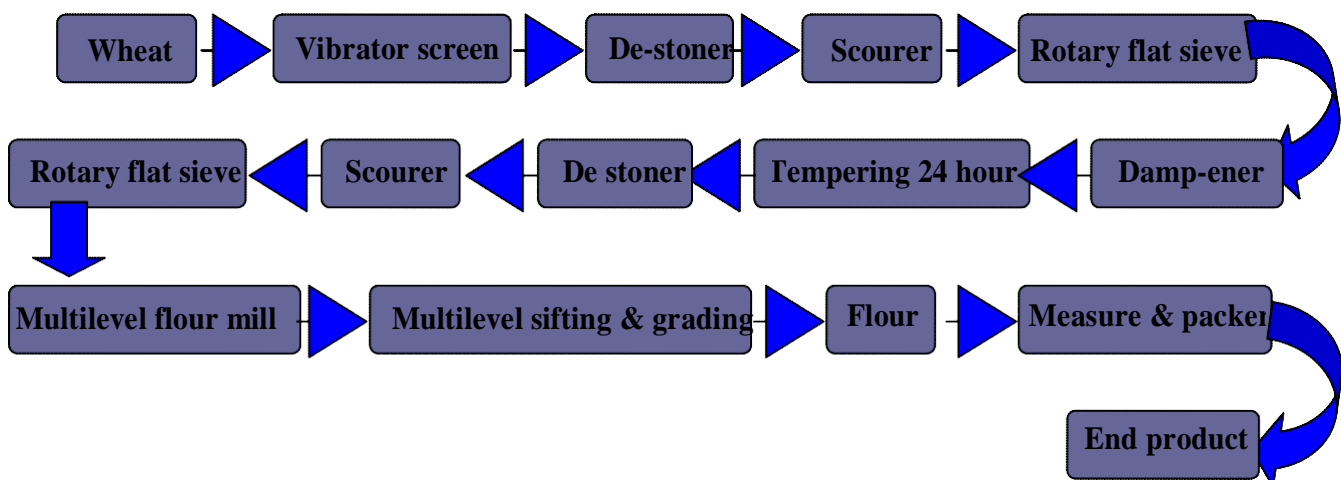 Wheat
Vibrator screen
De-stoner
Scourer
Rotary flat sieve
Damp-ener
Tempering 24 hour
De stoner
Scourer
Rotary flat sieve
Multilevel flour mill
Multilevel sifting & grading
Flour
Measure & packer
End product